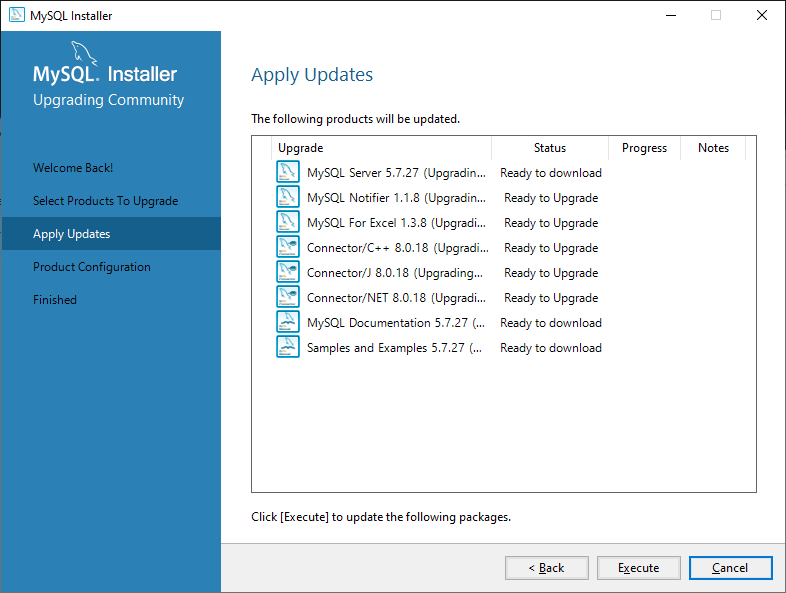 MySQL Installer
MySQL. Installer
Upgrading Community
Welcome Back!
Select Products To Upgrade
Apply Updates
Product Configuration
Finished
Apply Updates
The following products will be updated.
Upgrade Status Progress Notes
MySQL Server 5.7.27 (Upgradin... Ready to download
MySQL Notifier 1.1.8 (Upgradin... Ready to Upgrade
MySQL For Excel 1.3.8 (Upgradi... Ready to Upgrade
Connector/C++ 8.0.18 (Upgradi... Ready to Upgrade
Connector/J 8.0.18 (Upgrading... Ready to Upgrade
Connector/NET 8.0.18 (Upgradi... Ready to Upgrade
MySQL Documentation 5.7.27 (... Ready to download
Samples and Examples 5.7.27 (... Ready to download
Click [Execute] to update the following packages.
< Back Execute Cancel